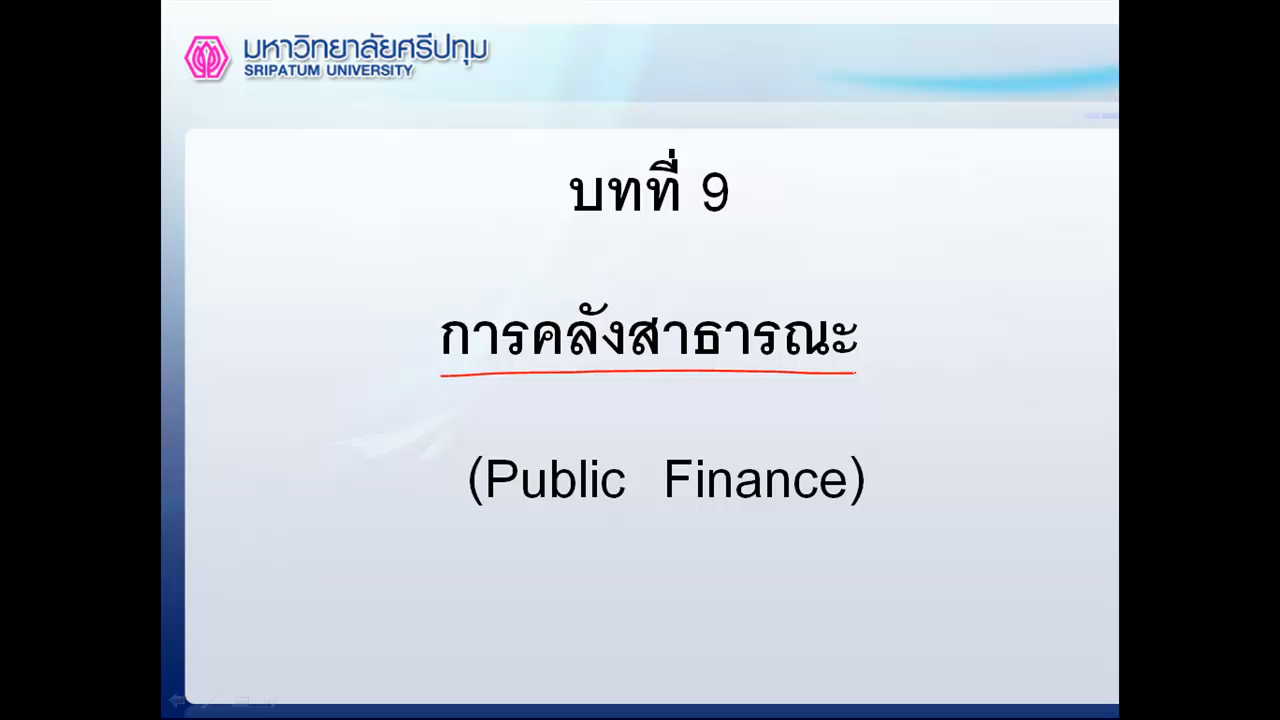 มหาวิทยาลัยศรีปทุม
SRIPATUM UNIVERSITY
บทที่ 9
การคลังสาธารณะ
(Public Finance)